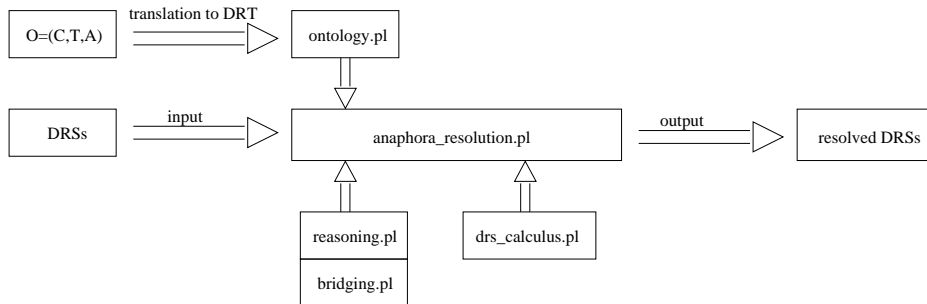 translation to DRT
O=(C,T,A)
ontology.pl
input
output
DRSs
anaphora_resolution.pl
resolved DRSs
reasoning.pl
drs_calculus.pl
bridging.pl